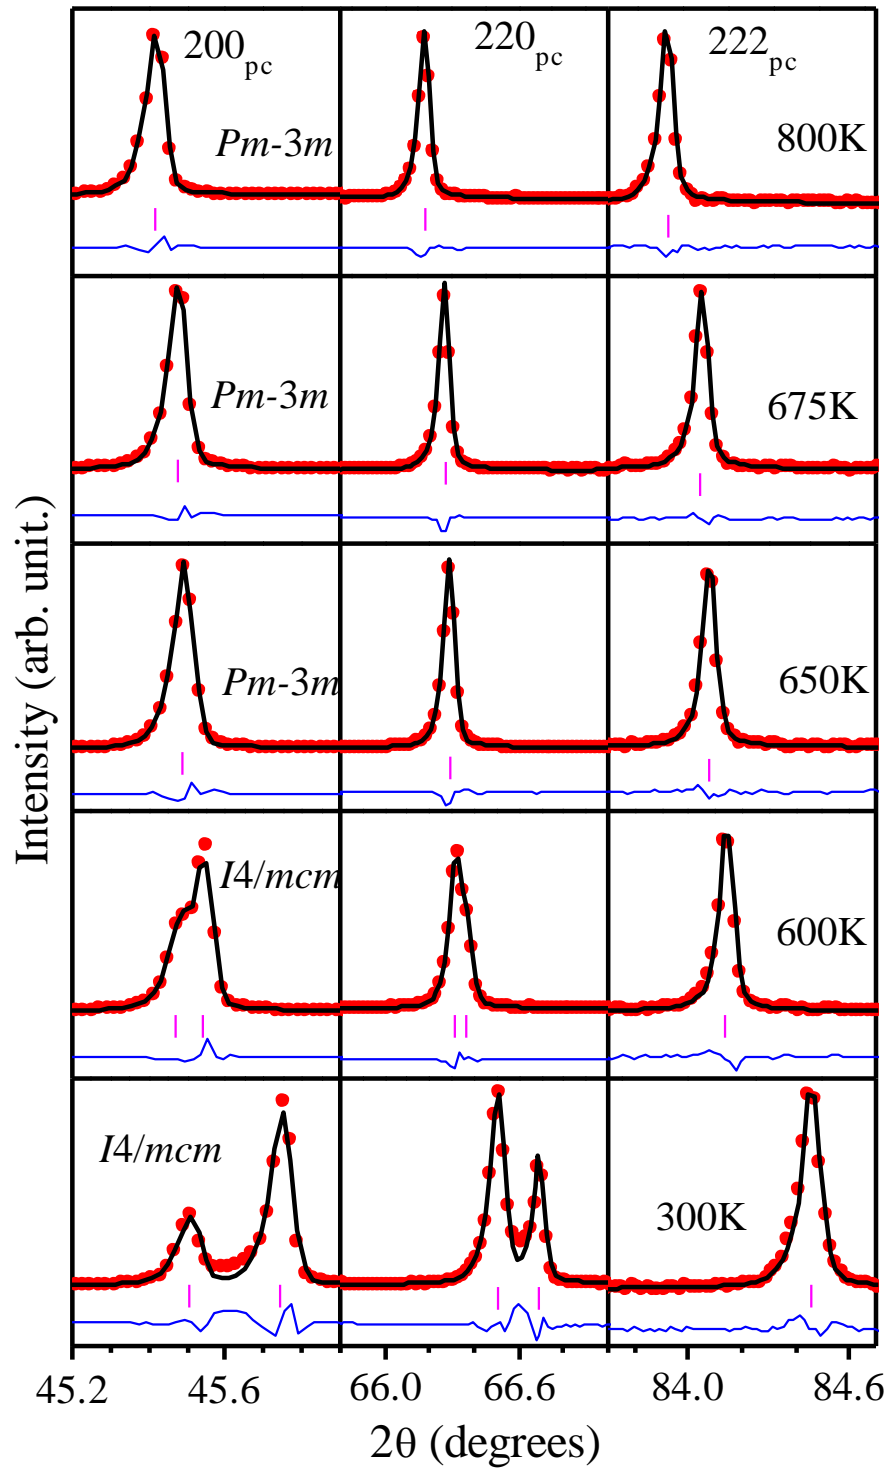 200pc 220pc 222pc
Pm-3m 800K
Pm-3m 675K
Pm-3m 650K
I4/mcm 600K
I4/mcm 300K
Intensity (arb. unit.)
45.2 45.6 66.0 66.6 84.0 84.6
2θ (degrees)